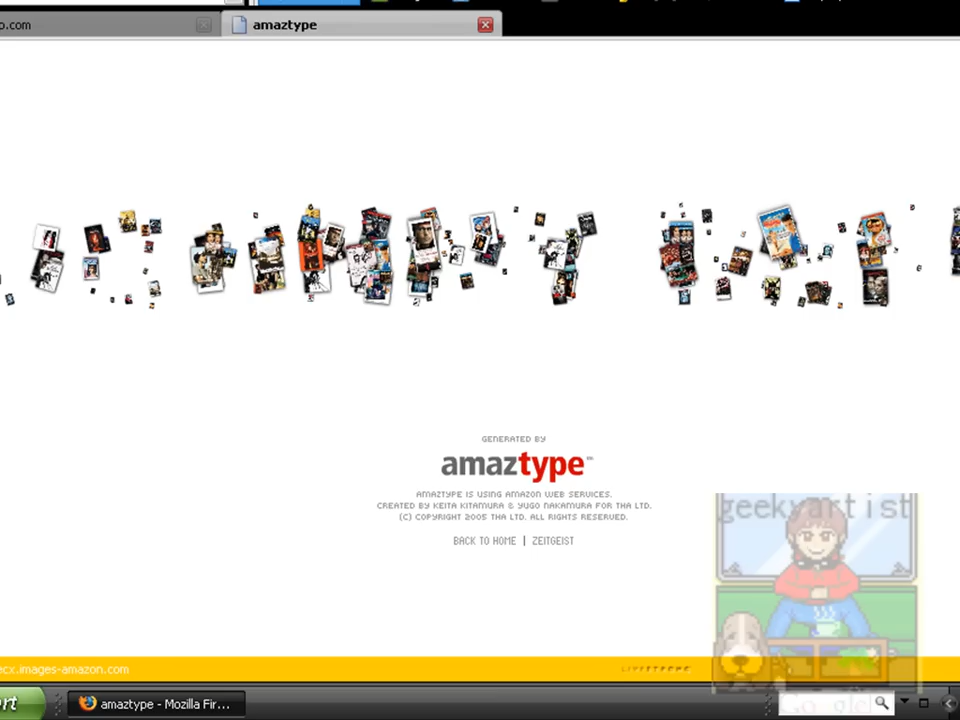 o.com
amaztype
GENERATED BY
amaztype
AMAZTYPE IS USING AMAZON WEB SERVICES.
CREATED BY KEITA KITAMURA & YUGO NAKAMURA FOR THA LTD.
(C) COPYRIGHT 2005 THA LTD. ALL RIGHTS RESERVED.
BACK TO HOME | ZEITGEIST
geekyartist
ecx.images-amazon.com
art
amaztype - Mozilla Fir...